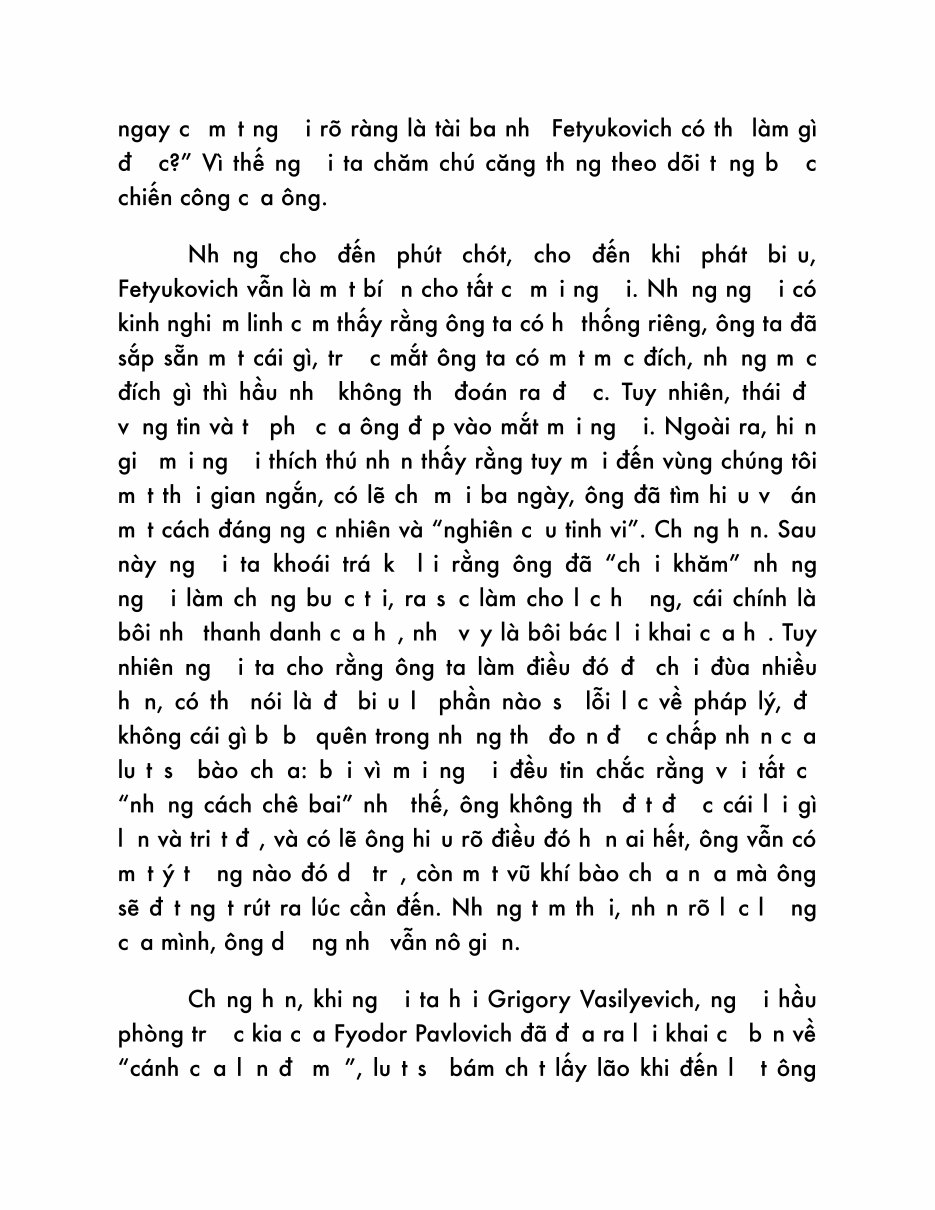 ngay c m t ng i rõ ràng là tài ba nh Fetyukovich có th làm gì
đ c?” Vì thế ng i ta chăm chú căng th ng theo dõi t ng b c
chiến công c a ông.
Nh ng cho đến phút chót, cho đến khi phát bi u,
Fetyukovich vẫn là m t bí n cho tất c m i ng i. Nh ng ng i có
kinh nghi m linh c m thấy rằng ông ta có h thống riêng, ông ta đã
sắp sẵn m t cái gì, tr c mắt ông ta có m t m c đích, nh ng m c
đích gì thì hầu nh không th đoán ra đ c. Tuy nhiên, thái đ
v ng tin và t ph c a ông đ p vào mắt m i ng i. Ngoài ra, hi n
gi m i ng i thích thú nh n thấy rằng tuy m i đến vùng chúng tôi
m t th i gian ngắn, có lẽ ch m i ba ngày, ông đã tìm hi u v án
m t cách đáng ng c nhiên và “nghiên c u tinh vi”. Ch ng h n. Sau
này ng i ta khoái trá k l i rằng ông đã “ch i khăm” nh ng
ng i làm ch ng bu c t i, ra s c làm cho l c h ng, cái chính là
bôi nh thanh danh c a h , nh v y là bôi bác l i khai c a h . Tuy
nhiên ng i ta cho rằng ông ta làm điều đó đ ch i đùa nhiều
h n, có th nói là đ bi u l phần nào s lỗi l c về pháp lý, đ
không cái gì b b quên trong nh ng th đo n đ c chấp nh n c a
lu t s bào ch a: b i vì m i ng i đều tin chắc rằng v i tất c
“nh ng cách chê bai” nh thế, ông không th đ t đ c cái l i gì
l n và tri t đ , và có lẽ ông hi u rõ điều đó h n ai hết, ông vẫn có
m t ý t ng nào đó d tr , còn m t vũ khí bào ch a n a mà ông
sẽ đ t ng t rút ra lúc cần đến. Nh ng t m th i, nh n rõ l c l ng
c a mình, ông d ng nh vẫn nô gi n.
Ch ng h n, khi ng i ta h i Grigory Vasilyevich, ng i hầu
phòng tr c kia c a Fyodor Pavlovich đã đ a ra l i khai c b n về
“cánh c a l n đ m ”, lu t s bám ch t lấy lão khi đến l t ông